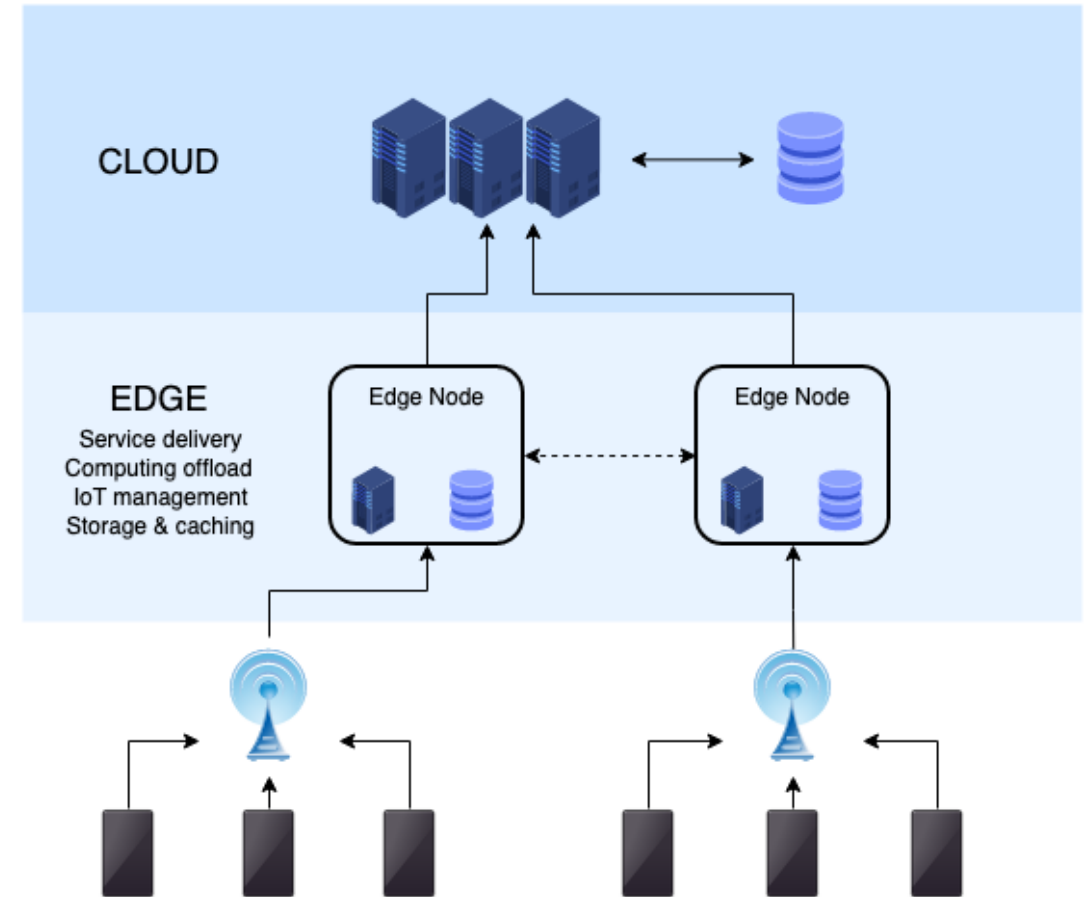 CLOUD
EDGE
Service delivery
Computing offload
IoT management
Storage & caching
Edge Node
Edge Node